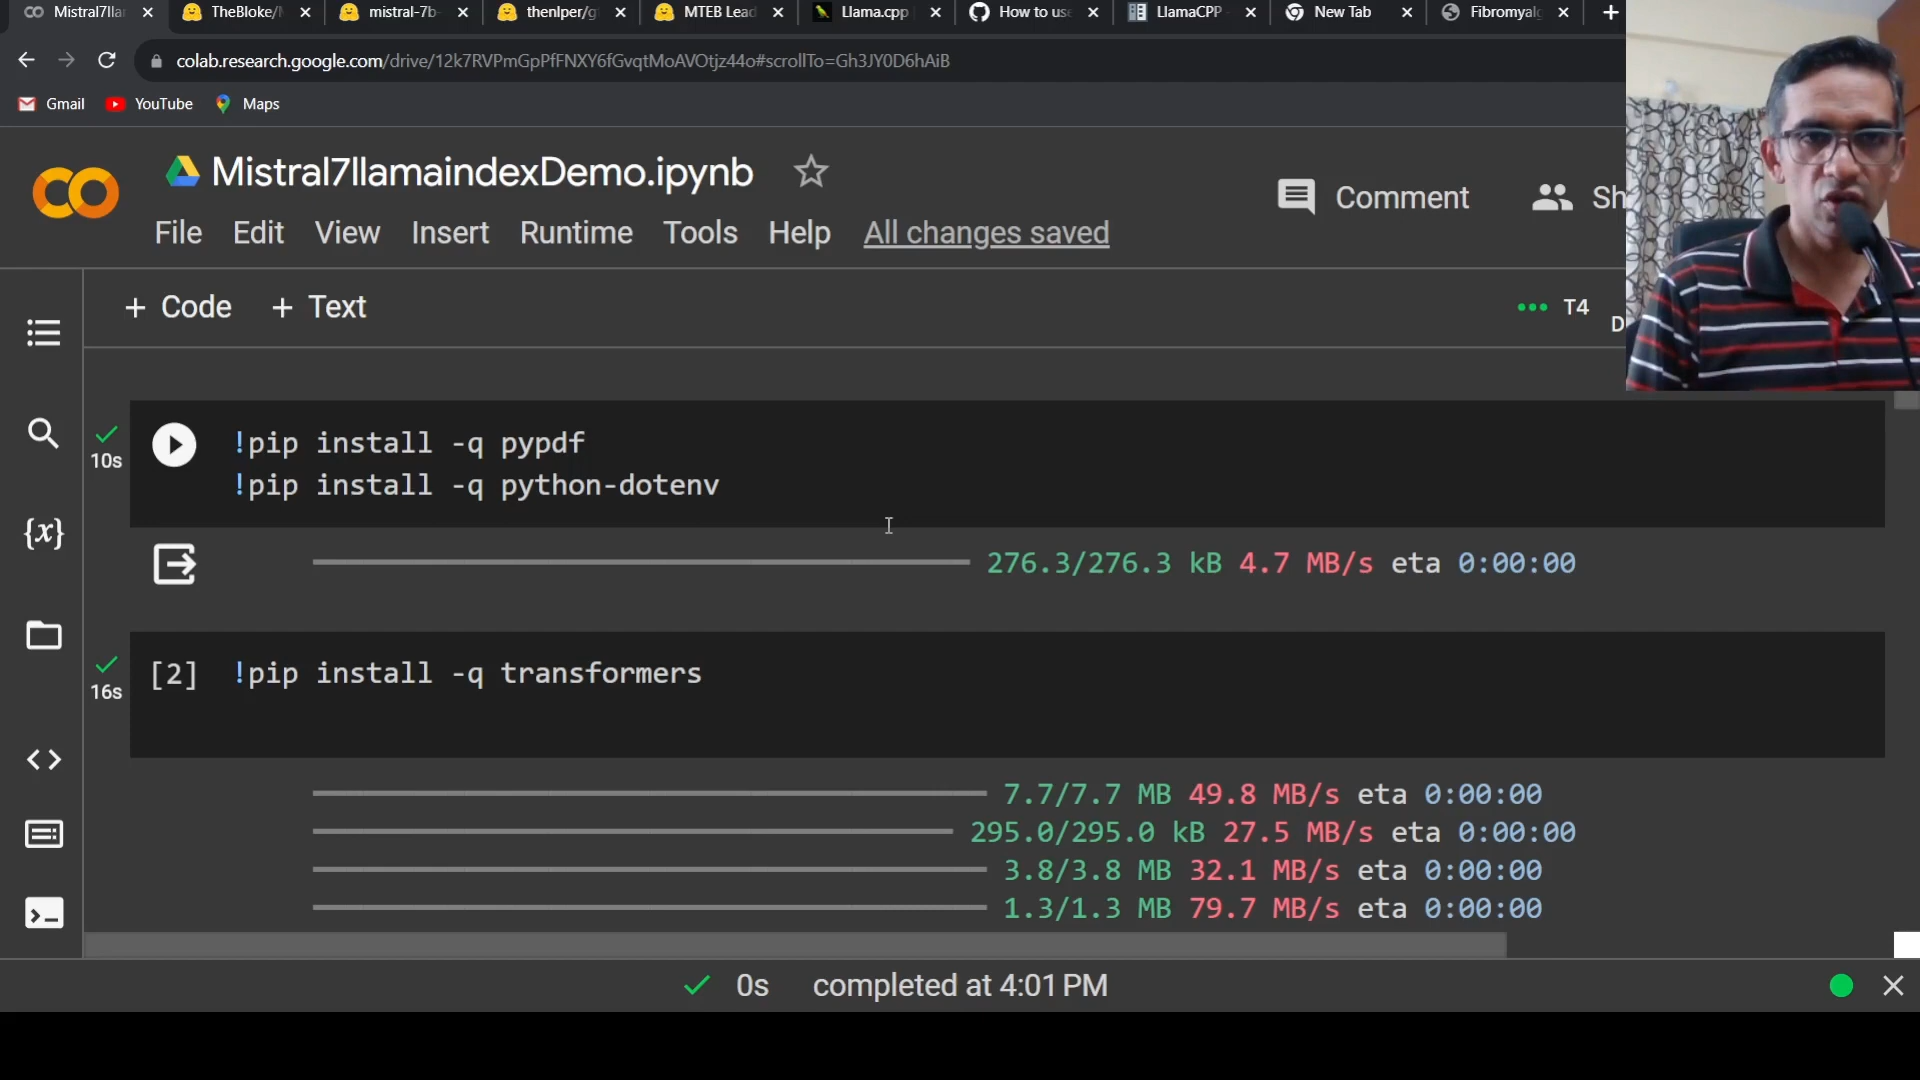 Mistral7lla
TheBloke/
mistral-7b-
thenlper/g
MTEB Lead
Llama.cpp
How to us
LlamaCPP
New Tab
Fibromyal
colab.research.google.com/drive/12k7RVPmGpPfFNXY6fGvqtMoAVOtjz44o#scrollTo=Gh3JY0D6hAiB
Gmail
YouTube
Maps
CO
Mistral7llamaindexDemo.ipynb
Comment
Sh
File Edit View Insert Runtime Tools Help All changes saved
+ Code + Text
T4
D
10s
!pip install -q pypdf
!pip install -q python-dotenv
{x}
276.3/276.3 kB 4.7 MB/s eta 0:00:00
16s
[2] !pip install -q transformers
7.7/7.7 MB 49.8 MB/s eta 0:00:00
295.0/295.0 kB 27.5 MB/s eta 0:00:00
3.8/3.8 MB 32.1 MB/s eta 0:00:00
1.3/1.3 MB 79.7 MB/s eta 0:00:00
0s completed at 4:01 PM